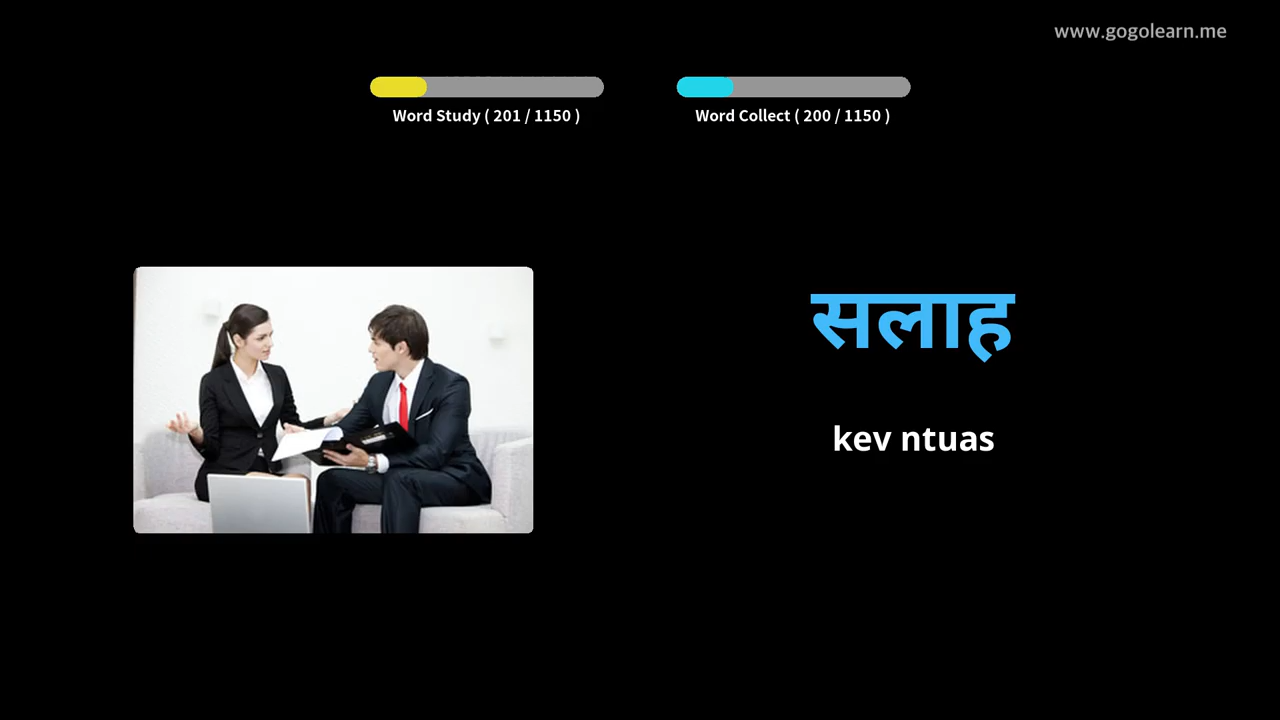 www.gogolearn.me
Word Study ( 201 / 1150 )
Word Collect ( 200 / 1150 )
सलाह
kev ntuas